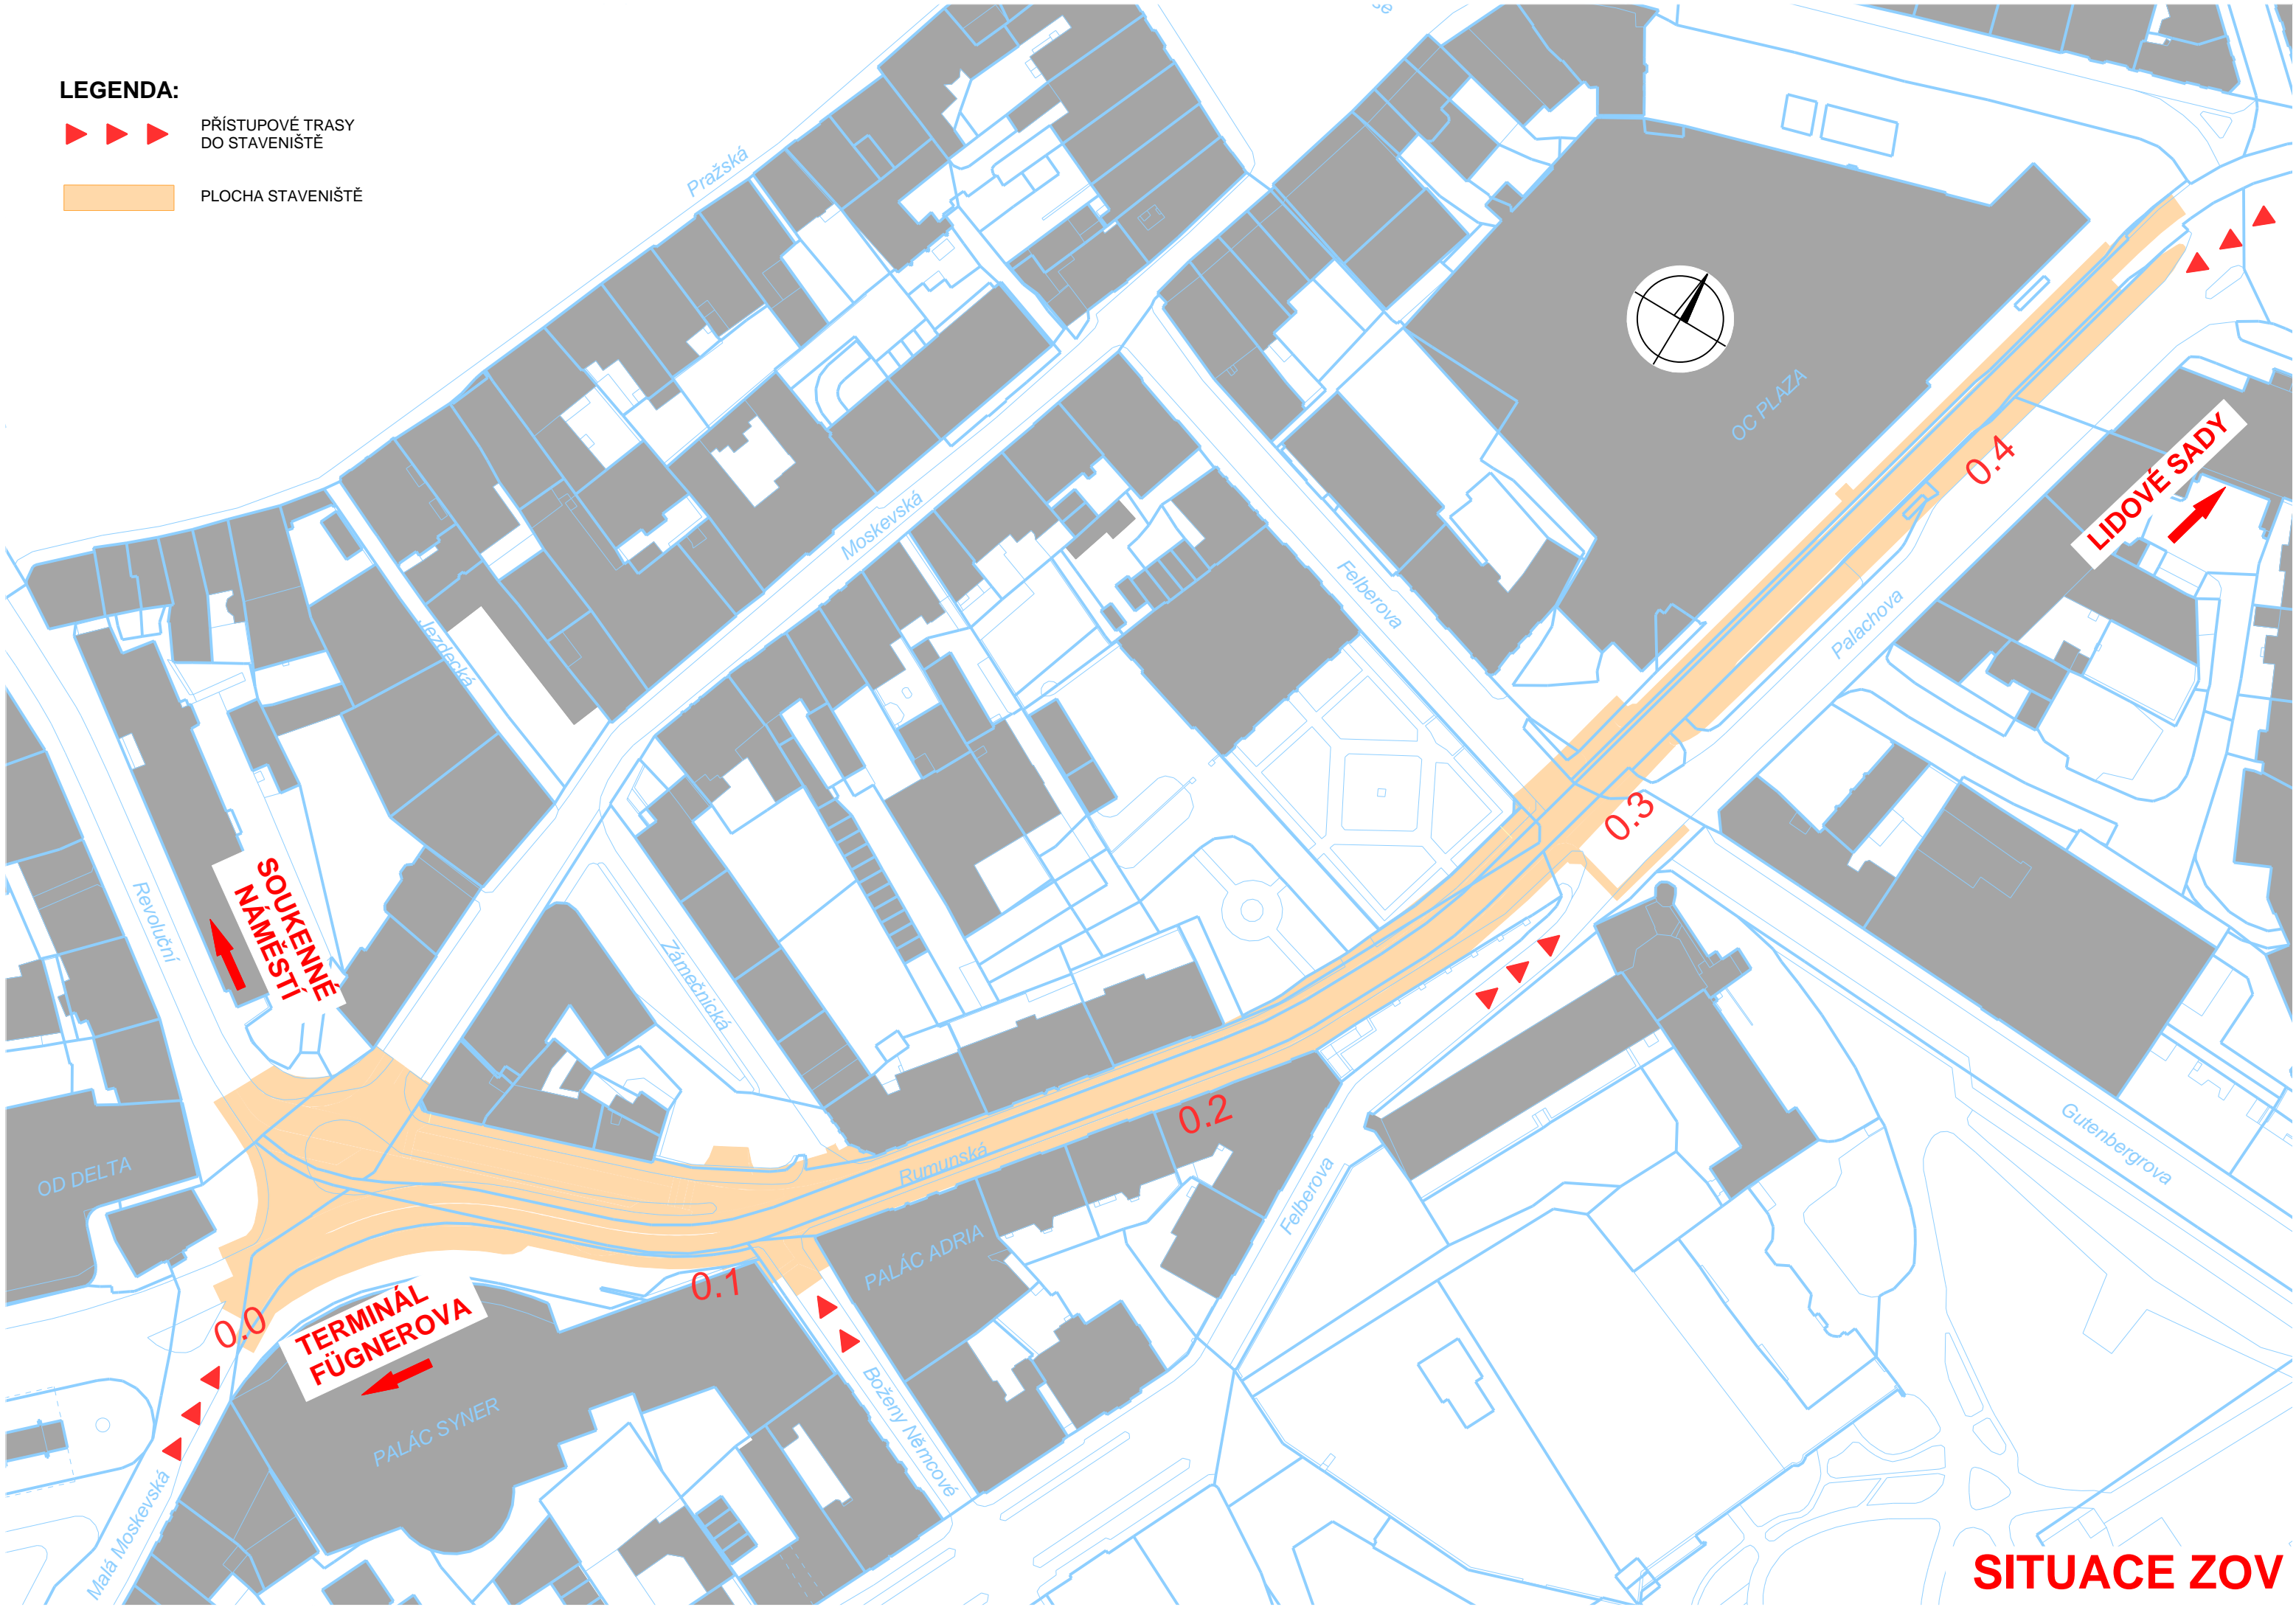 LEGENDA:
PŘÍSTUPOVÉ TRASY
DO STAVENIŠTĚ
PLOCHA STAVENIŠTĚ
Pražská
OC PLAZA
0.4
LIDOVÉ SADY
Moskevská
Felberova
Palachova
Jezdecká
0.3
Revoluční
SOUKENNÉ
NÁMĚSTÍ
Zámečnická
0.2
Gutenbergrova
OD DELTA
Rumunská
Felberova
PALÁC ADRIA
0.1
0.0
TERMINÁL
FÜGNEROVA
PALÁC SYNER
Boženy Němcové
Malá Moskevská
SITUACE ZOV